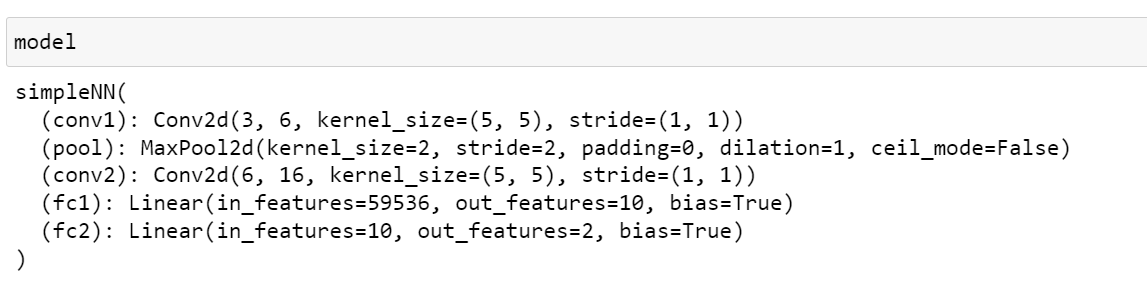 model
simpleNN(
  (conv1): Conv2d(3, 6, kernel_size=(5, 5), stride=(1, 1))
  (pool): MaxPool2d(kernel_size=2, stride=2, padding=0, dilation=1, ceil_mode=False)
  (conv2): Conv2d(6, 16, kernel_size=(5, 5), stride=(1, 1))
  (fc1): Linear(in_features=59536, out_features=10, bias=True)
  (fc2): Linear(in_features=10, out_features=2, bias=True)
)